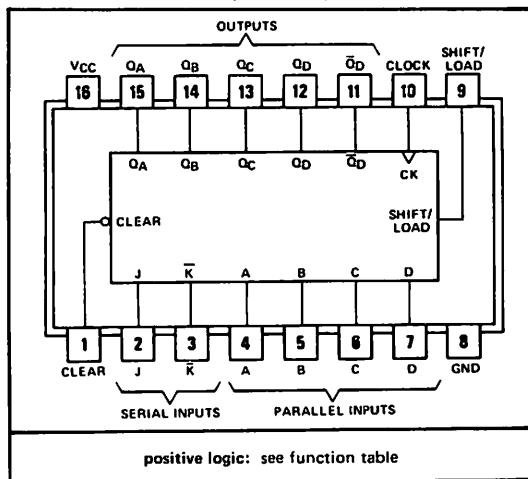 OUTPUTS
VCC QA QB QC QD Q̅D CLOCK SHIFT/
LOAD
16 15 14 13 12 11 10 9
QA QB QC QD Q̅D CK
CLEAR
SHIFT/
LOAD
J K̅ A B C D
1 2 3 4 5 6 7 8
CLEAR J K̅ A B C D GND
SERIAL INPUTS PARALLEL INPUTS
positive logic: see function table